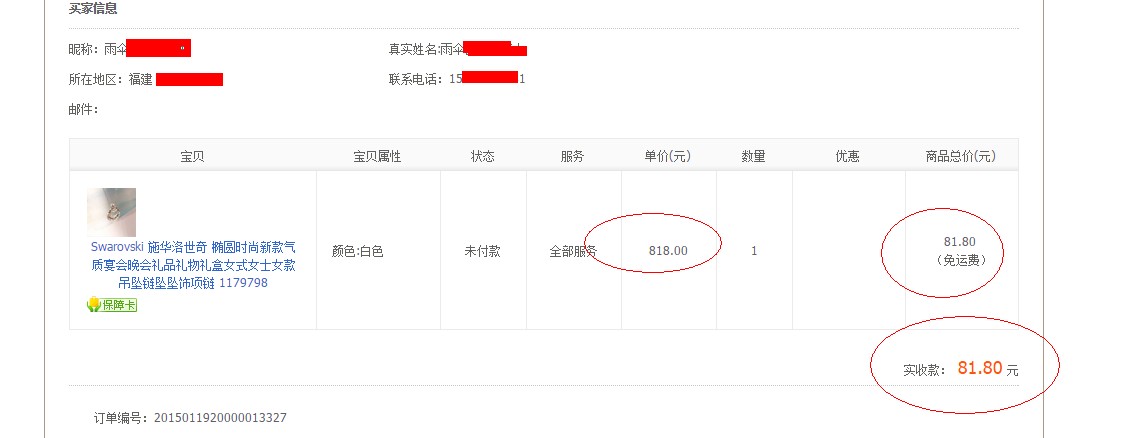 买家信息
昵称：雨伞
真实姓名:雨伞
所在地区：福建
联系电话：15 1
邮件：
宝贝 宝贝属性 状态 服务 单价(元) 数量 优惠 商品总价(元)
Swarovski 施华洛世奇 椭圆时尚新款气
质宴会晚会礼品礼物礼盒女式女士女款
吊坠链坠坠饰项链 1179798
保障卡
颜色:白色
未付款
全部服务
818.00
1
81.80
（免运费）
实收款： 81.80 元
订单编号：2015011920000013327